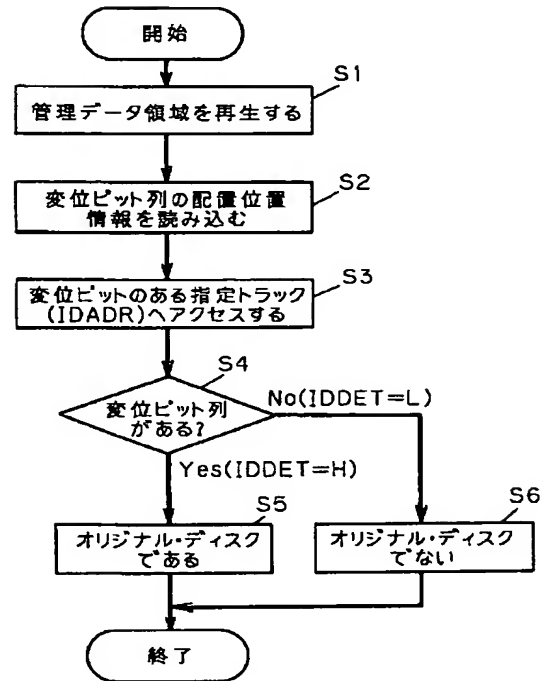 開始
S1
管理データ領域を再生する
S2
変位ピット列の配置位置
情報を読み込む
S3
変位ピットのある指定トラック
(IDADR)へアクセスする
S4
変位ピット列
がある?
No(IDDET=L)
Yes(IDDET=H)
S5
オリジナル・ディスク
である
S6
オリジナル・ディスク
でない
終了